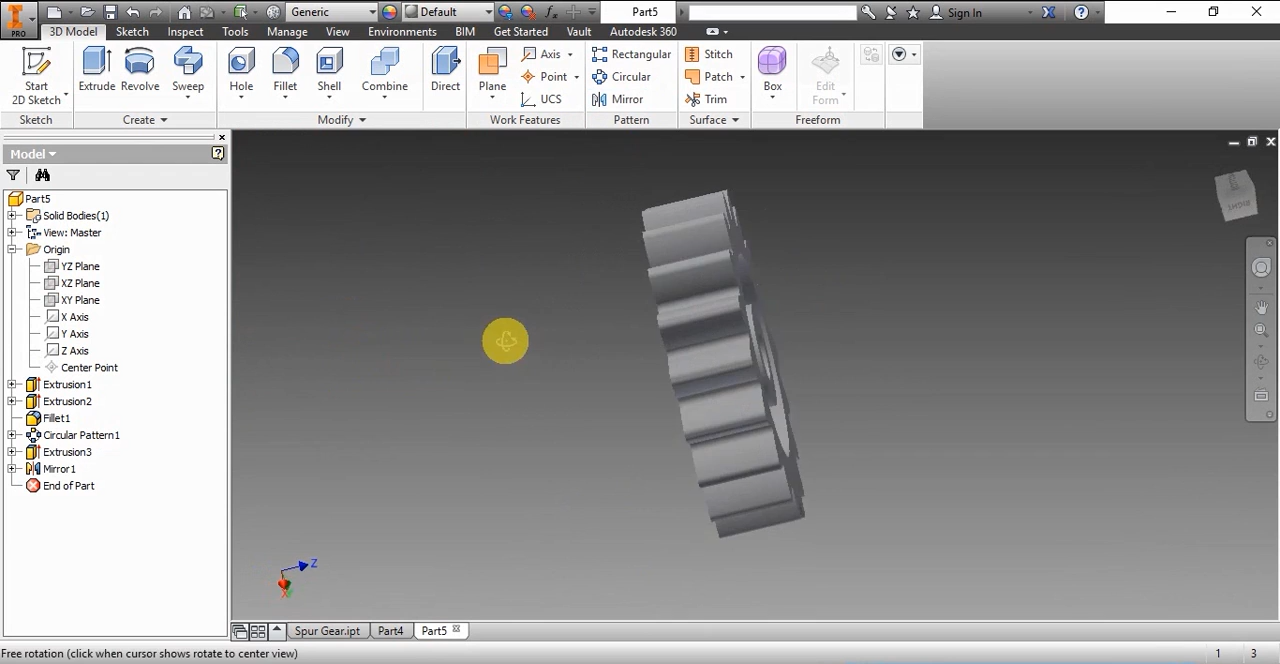 Generic
Default
Part5
Sign In
PRO
3D Model
Sketch
Inspect
Tools
Manage
View
Environments
BIM
Get Started
Vault
Autodesk 360
Start
2D Sketch
Extrude
Revolve
Sweep
Hole
Fillet
Shell
Combine
Direct
Plane
Axis
Point
UCS
Rectangular
Circular
Mirror
Stitch
Patch
Trim
Box
Edit
Form
Sketch
Create
Modify
Work Features
Pattern
Surface
Freeform
Model
Part5
Solid Bodies(1)
View: Master
Origin
YZ Plane
XZ Plane
XY Plane
X Axis
Y Axis
Z Axis
Center Point
Extrusion1
Extrusion2
Fillet1
Circular Pattern1
Extrusion3
Mirror1
End of Part
Z
Spur Gear.ipt
Part4
Part5
Free rotation (click when cursor shows rotate to center view)
1
3